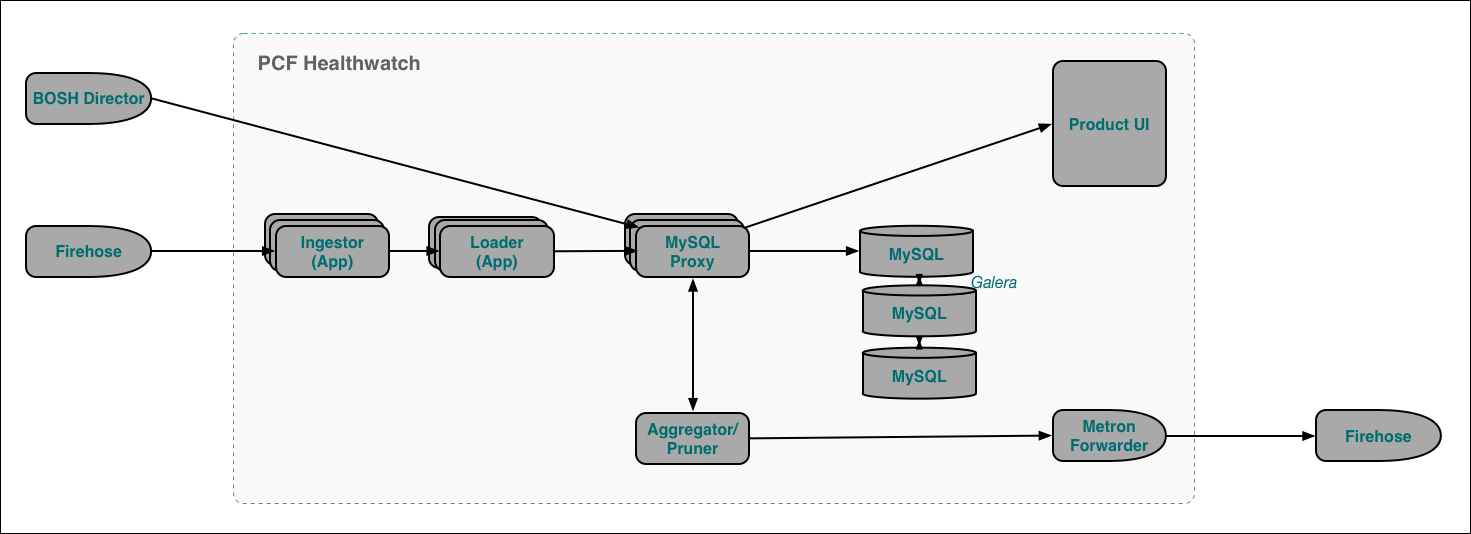 PCF Healthwatch
BOSH Director
Product UI
Firehose
Ingestor
(App)
Loader
(App)
MySQL
Proxy
MySQL
Galera
MySQL
MySQL
Aggregator/
Pruner
Metron
Forwarder
Firehose